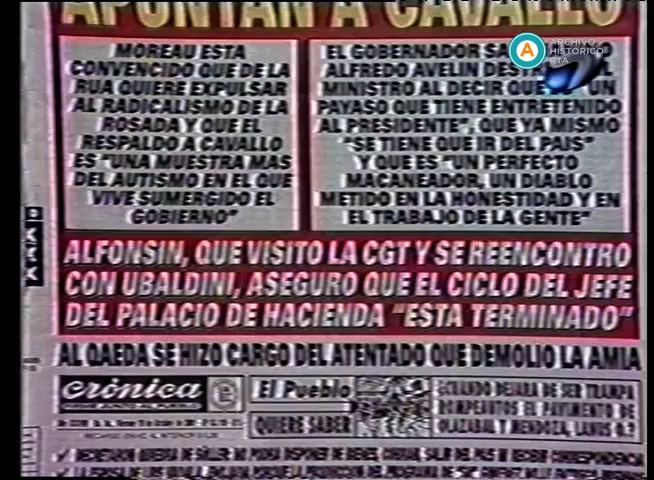 APUNTAN A CAVALLO
ARCHIVO
HISTORICO
RTA
MOREAU ESTA
CONVENCIDO QUE DE LA
RUA QUIERE EXPULSAR
AL RADICALISMO DE LA
ROSADA Y QUE EL
RESPALDO A CAVALLO
ES "UNA MUESTRA MAS
DEL AUTISMO EN EL QUE
VIVE SUMERGIDO EL
GOBIERNO"
EL GOBERNADOR
ALFREDO AVELIN
MINISTRO AL DECIR QUE UN
PAYASO QUE TIENE ENTRETENIDO
AL PRESIDENTE", QUE YA MISMO
"SE TIENE QUE IR DEL PAIS"
Y QUE ES "UN PERFECTO
MACANEADOR, UN DIABLO
METIDO EN LA HONESTIDAD Y EN
EL TRABAJO DE LA GENTE"
ALFONSIN, QUE VISITO LA CGT Y SE REENCONTRO
CON UBALDINI, ASEGURO QUE EL CICLO DEL JEFE
DEL PALACIO DE HACIENDA "ESTA TERMINADO"
AL QAEDA SE HIZO CARGO DEL ATENTADO QUE DEMOLIO LA AMIA
crónica
El Pueblo
QUIERE SABER
¿CUANDO DEJARA DE SER TRAMPA
ROMPEAUTOS EL PAVIMENTO DE
OLAZABAL Y MENDOZA, LANUS O.?